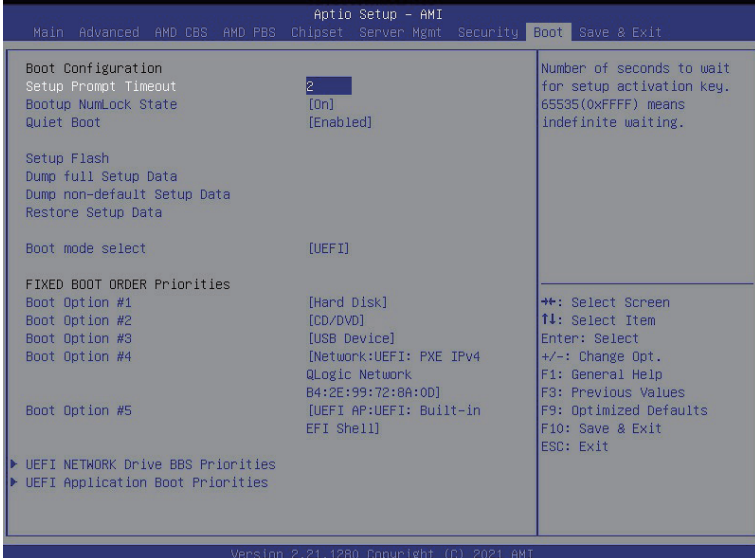 Aptio Setup - AMI
Main Advanced AMD CBS AMD PBS Chipset Server Mgmt Security Boot Save & Exit
Boot Configuration
Setup Prompt Timeout 2
Bootup NumLock State [On]
Quiet Boot [Enabled]
Setup Flash
Dump full Setup Data
Dump non-default Setup Data
Restore Setup Data
Boot mode select [UEFI]
FIXED BOOT ORDER Priorities
Boot Option #1 [Hard Disk]
Boot Option #2 [CD/DVD]
Boot Option #3 [USB Device]
Boot Option #4 [Network:UEFI: PXE IPv4
QLogic Network
B4:2E:99:72:8A:0D]
Boot Option #5 [UEFI AP:UEFI: Built-in
EFI Shell]
▶ UEFI NETWORK Drive BBS Priorities
▶ UEFI Application Boot Priorities
Number of seconds to wait
for setup activation key.
65535(0xFFFF) means
indefinite waiting.
→←: Select Screen
↑↓: Select Item
Enter: Select
+/-: Change Opt.
F1: General Help
F3: Previous Values
F9: Optimized Defaults
F10: Save & Exit
ESC: Exit
Version 2.21.1280 Copyright (C) 2021 AMI